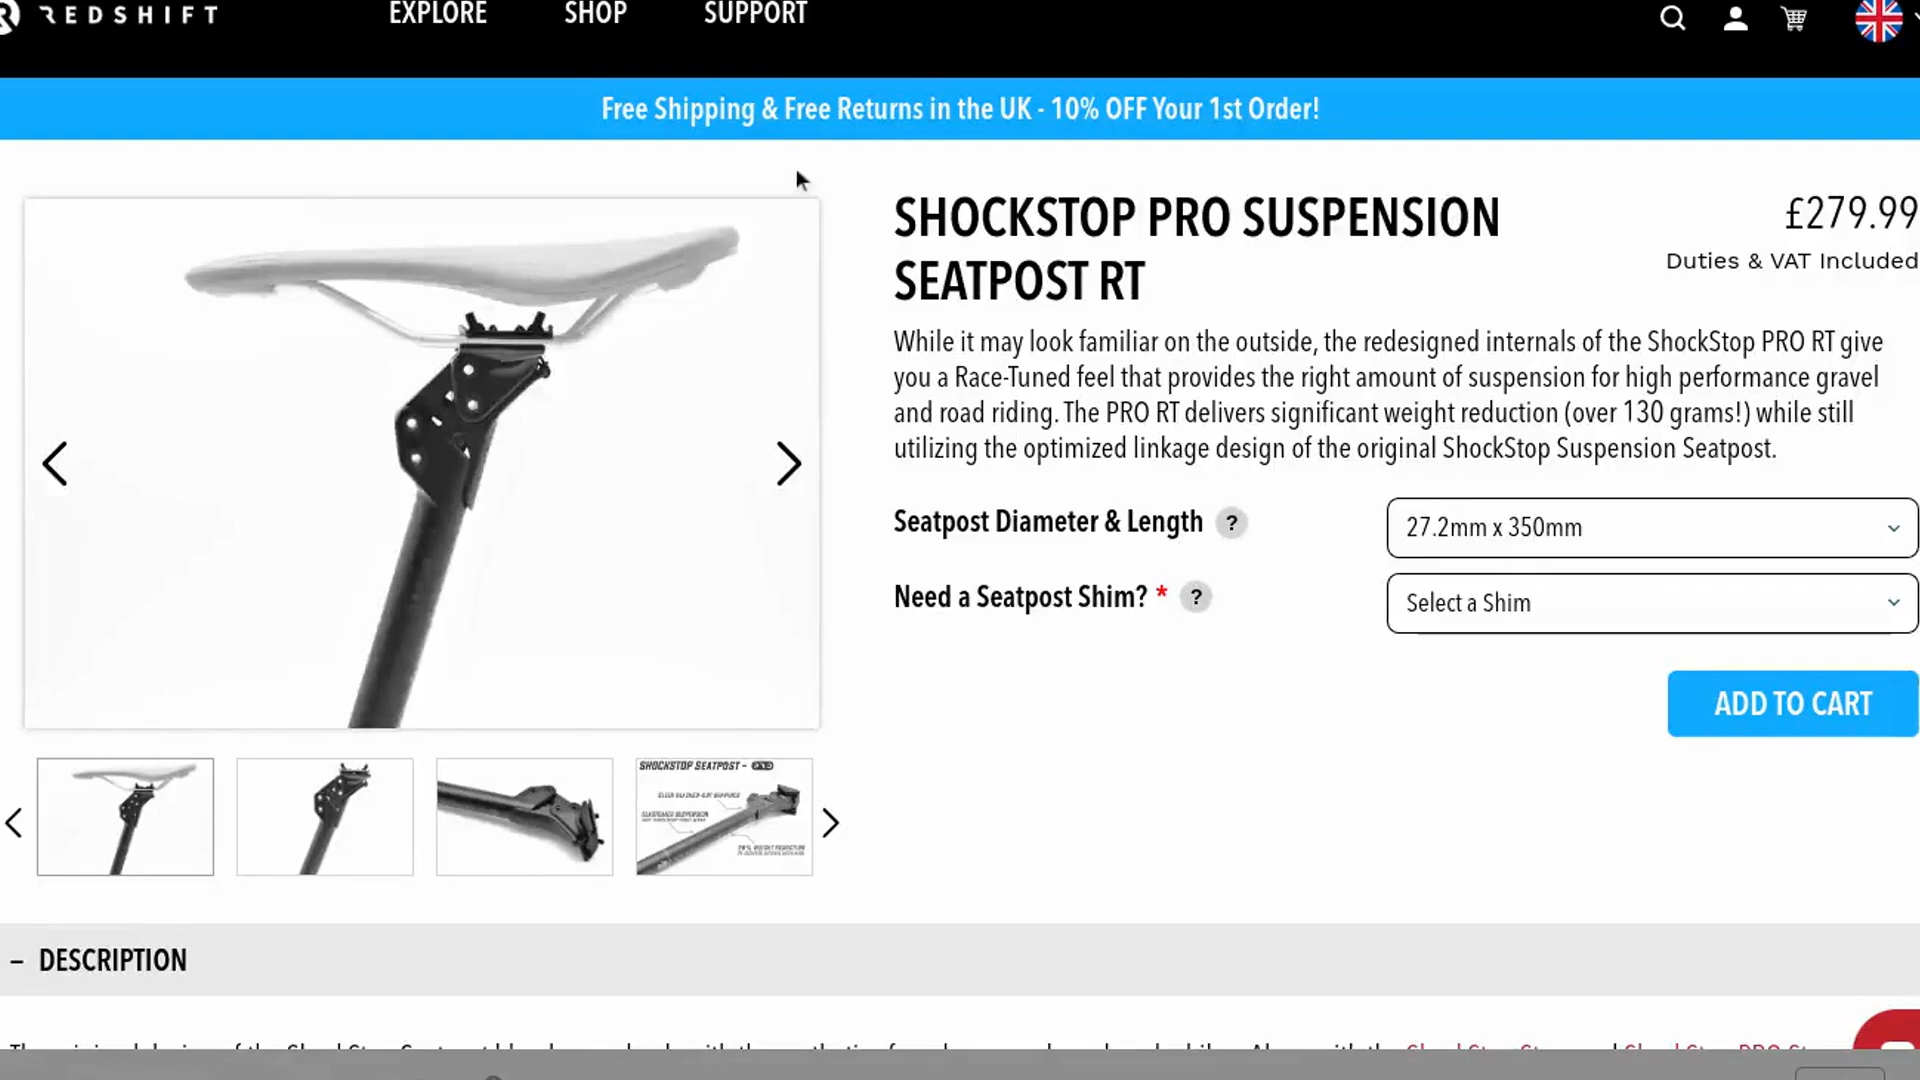 REDSHIFT
EXPLORE
SHOP
SUPPORT
Free Shipping & Free Returns in the UK - 10% OFF Your 1st Order!
SHOCKSTOP PRO SUSPENSION
SEATPOST RT
£279.99
Duties & VAT Included
While it may look familiar on the outside, the redesigned internals of the ShockStop PRO RT give
you a Race-Tuned feel that provides the right amount of suspension for high performance gravel
and road riding. The PRO RT delivers significant weight reduction (over 130 grams!) while still
utilizing the optimized linkage design of the original ShockStop Suspension Seatpost.
Seatpost Diameter & Length ?
27.2mm x 350mm
Need a Seatpost Shim? * ?
Select a Shim
ADD TO CART
SHOCKSTOP SEATPOST -
– DESCRIPTION